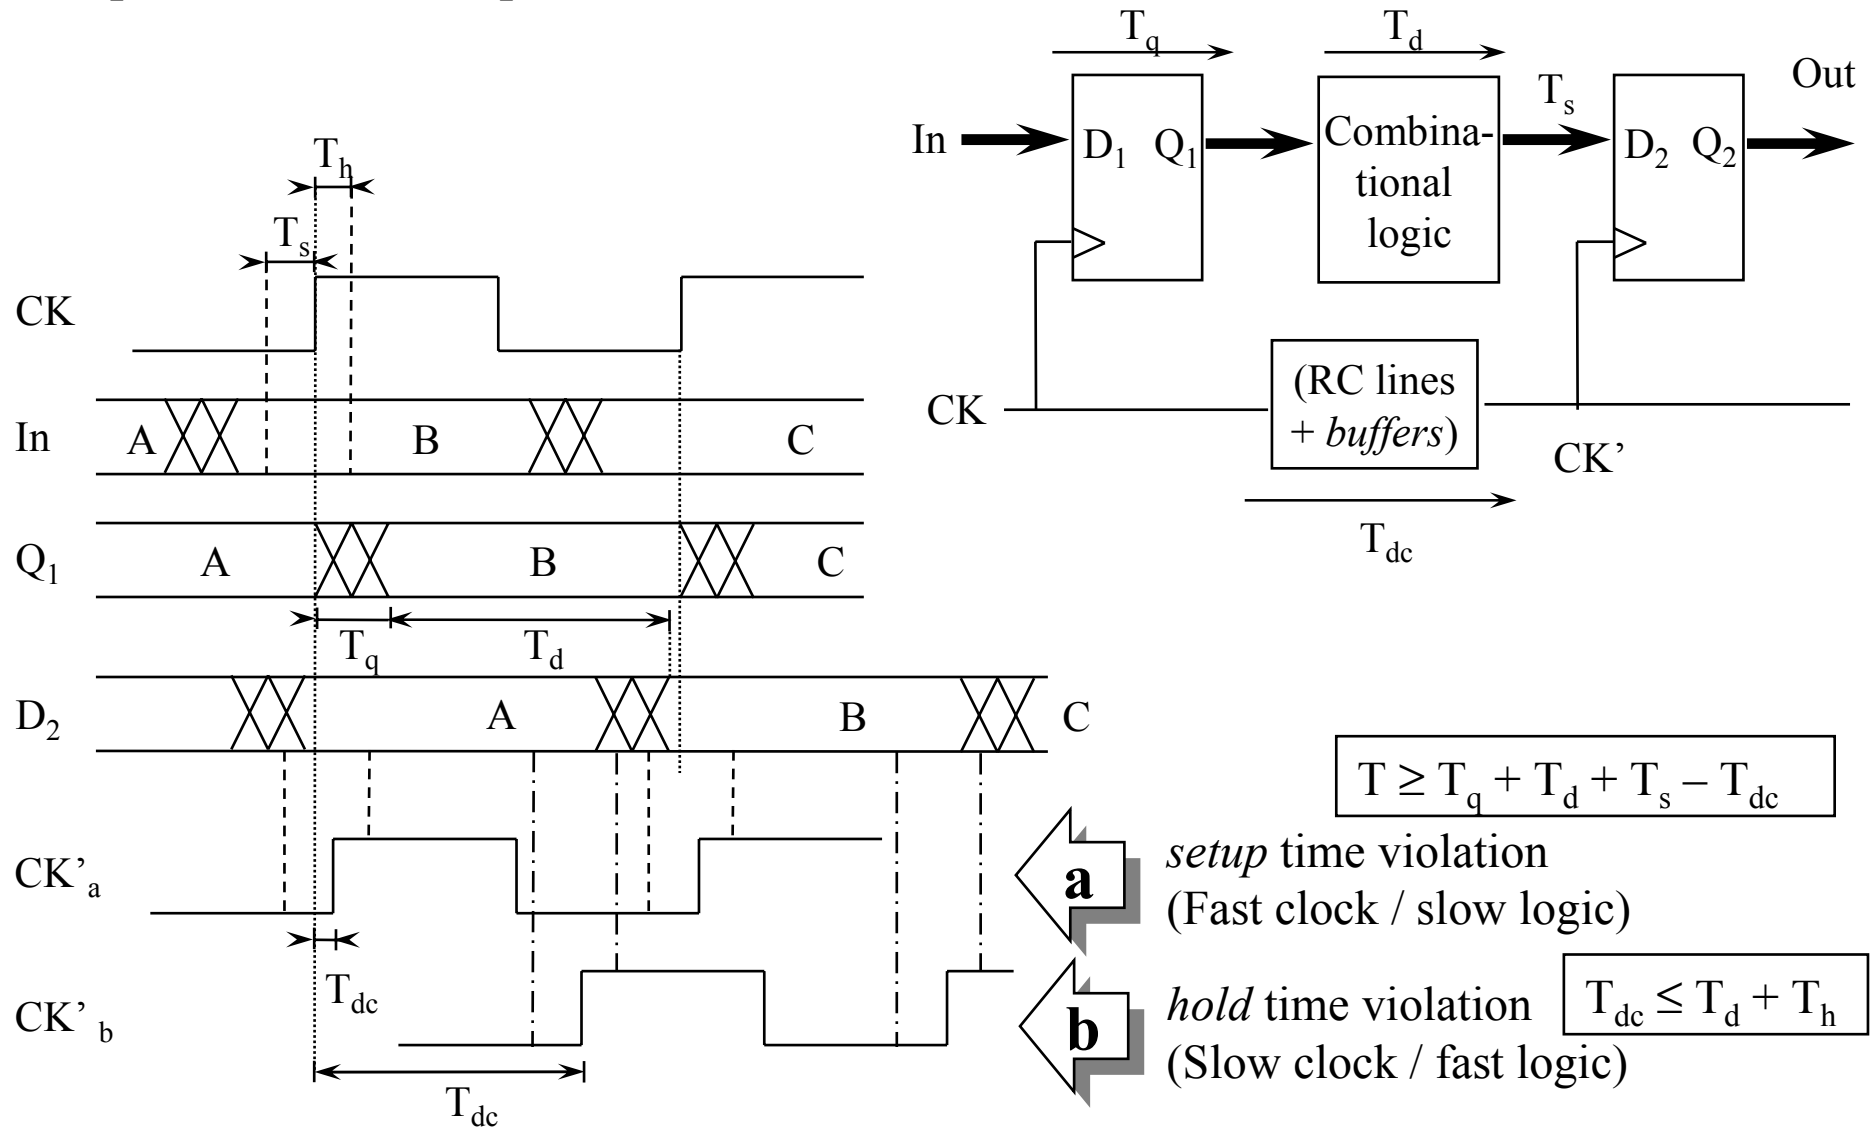 T_q
T_d
Out
T_s
In
D_1 Q_1
Combina-
tional
logic
D_2 Q_2
T_h
T_s
CK
(RC lines
+ buffers)
CK
CK’
T_dc
In
A
B
C
Q_1
A
B
C
T_q
T_d
D_2
A
B
C
T ≥ T_q + T_d + T_s – T_dc
CK’_a
a
setup time violation
(Fast clock / slow logic)
T_dc
CK’_b
b
hold time violation
(Slow clock / fast logic)
T_dc ≤ T_d + T_h
T_dc